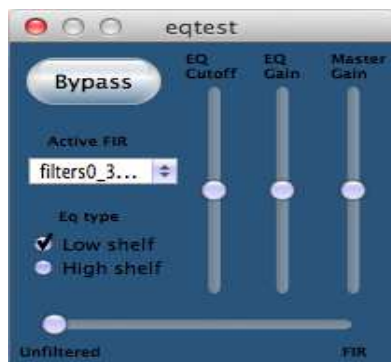 eqtest
Bypass
EQ
Cutoff
EQ
Gain
Master
Gain
Active FIR
filters0_3...
Eq type
Low shelf
High shelf
Unfiltered
FIR